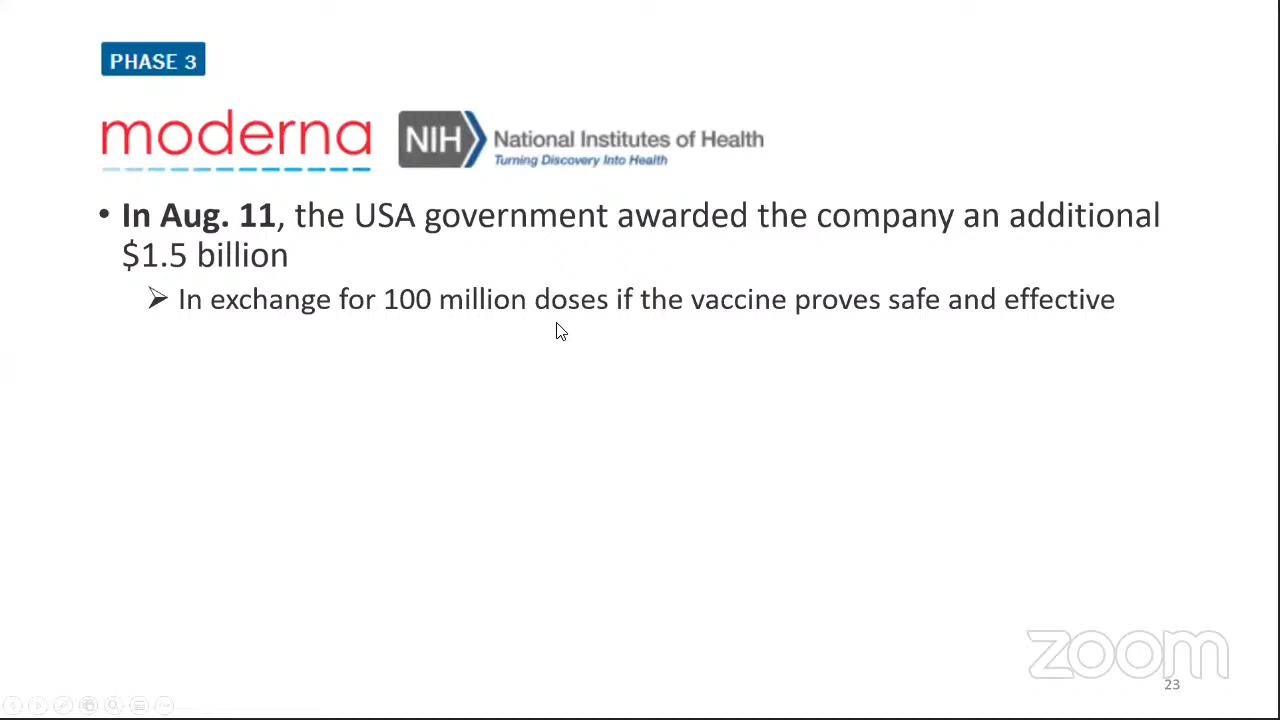 PHASE 3
moderna
NIH National Institutes of Health
Turning Discovery Into Health
• In Aug. 11, the USA government awarded the company an additional
$1.5 billion
➢ In exchange for 100 million doses if the vaccine proves safe and effective
zoom
23